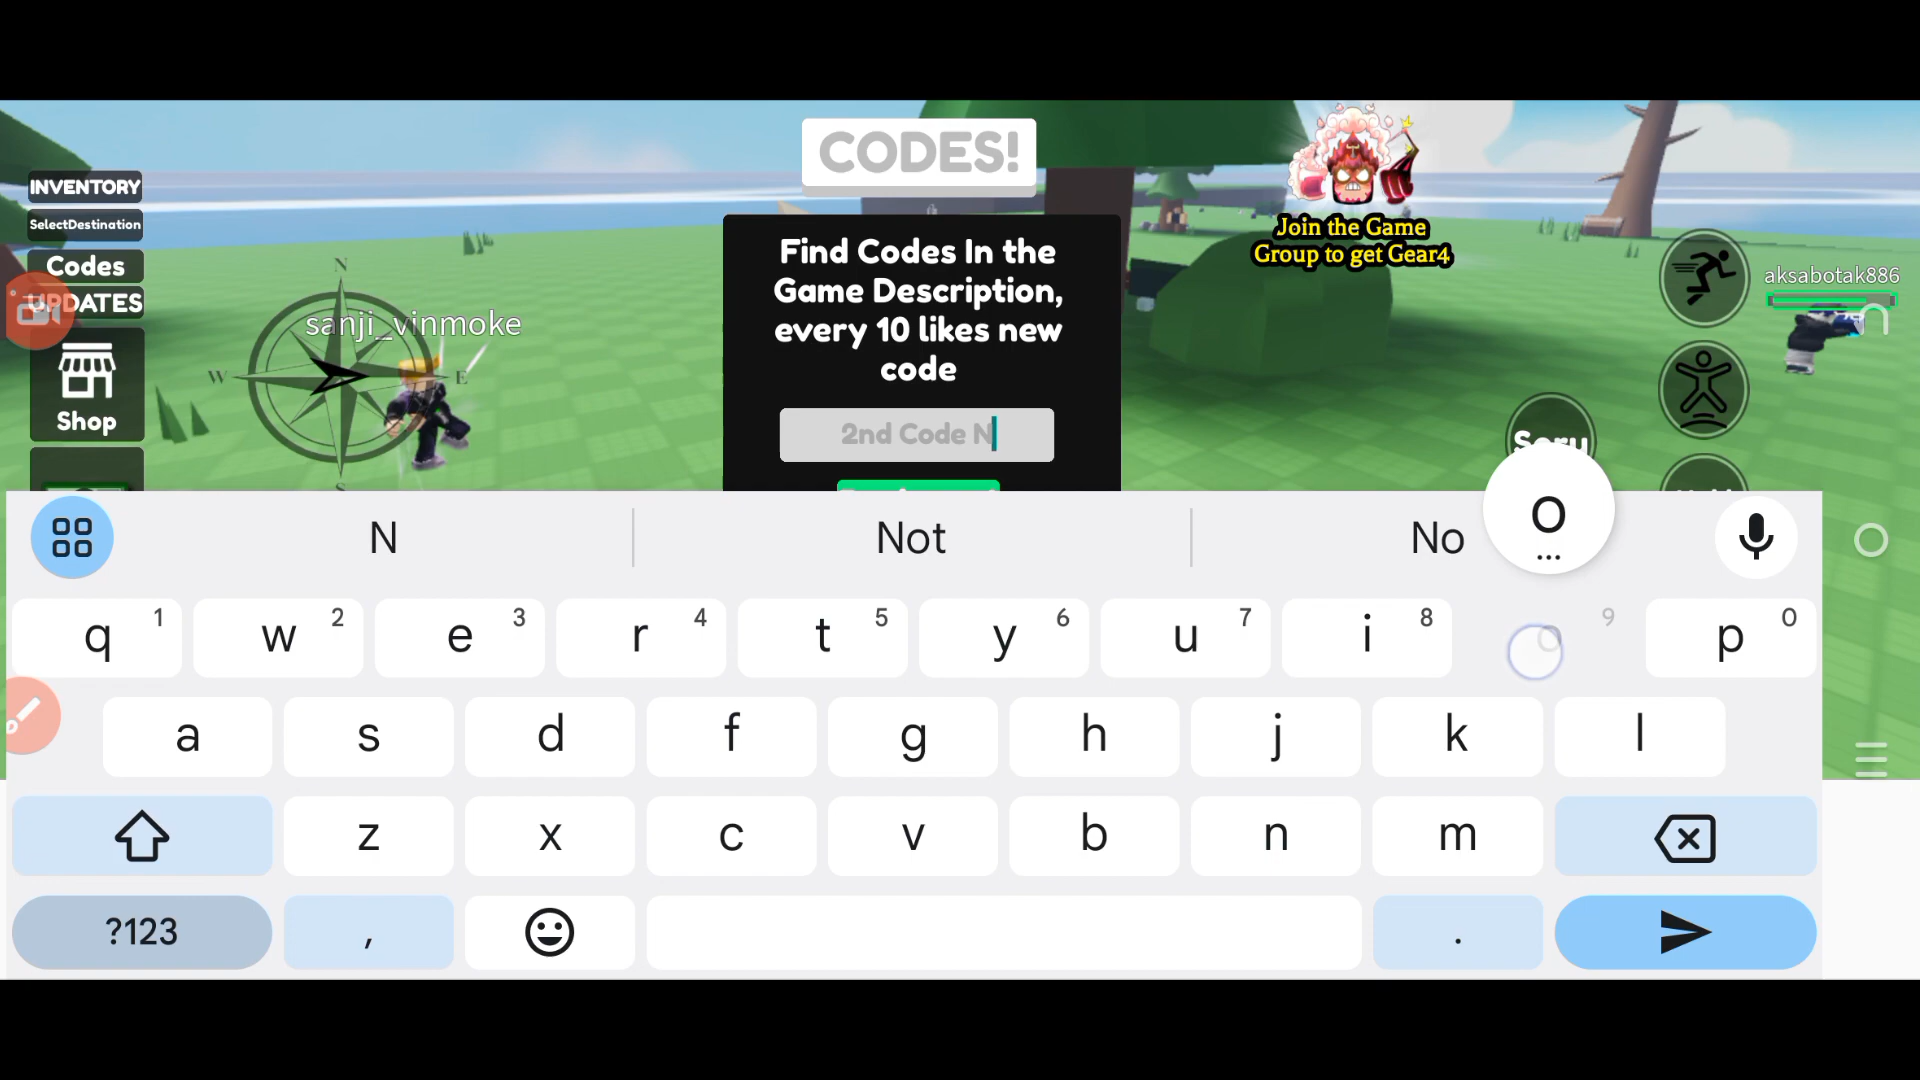 CODES!
INVENTORY
SelectDestination
Codes
UPDATES
Shop
N
W
E
sanji_vinmoke
Find Codes In the
Game Description,
every 10 likes new
code
2nd Code N
Join the Game
Group to get Gear4
aksabotak886
Soru
N
Not
No
o
...
q 1
w 2
e 3
r 4
t 5
y 6
u 7
i 8
o 9
p 0
a s d f g h j k l
z x c v b n m
?123 , .